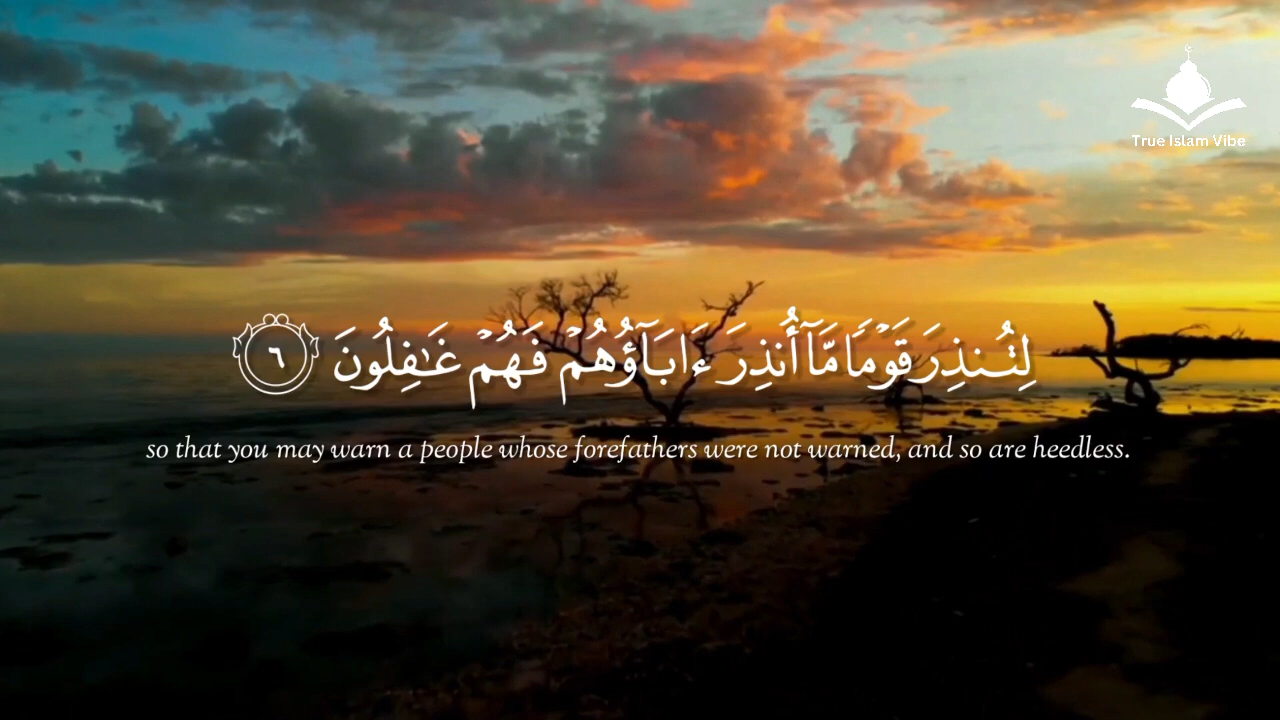 True Islam Vibe
لِتُنذِرَ قَوْمًا مَّآ أُنذِرَ ءَابَآؤُهُمْ فَهُمْ غَـٰفِلُونَ ٦
so that you may warn a people whose forefathers were not warned, and so are heedless.